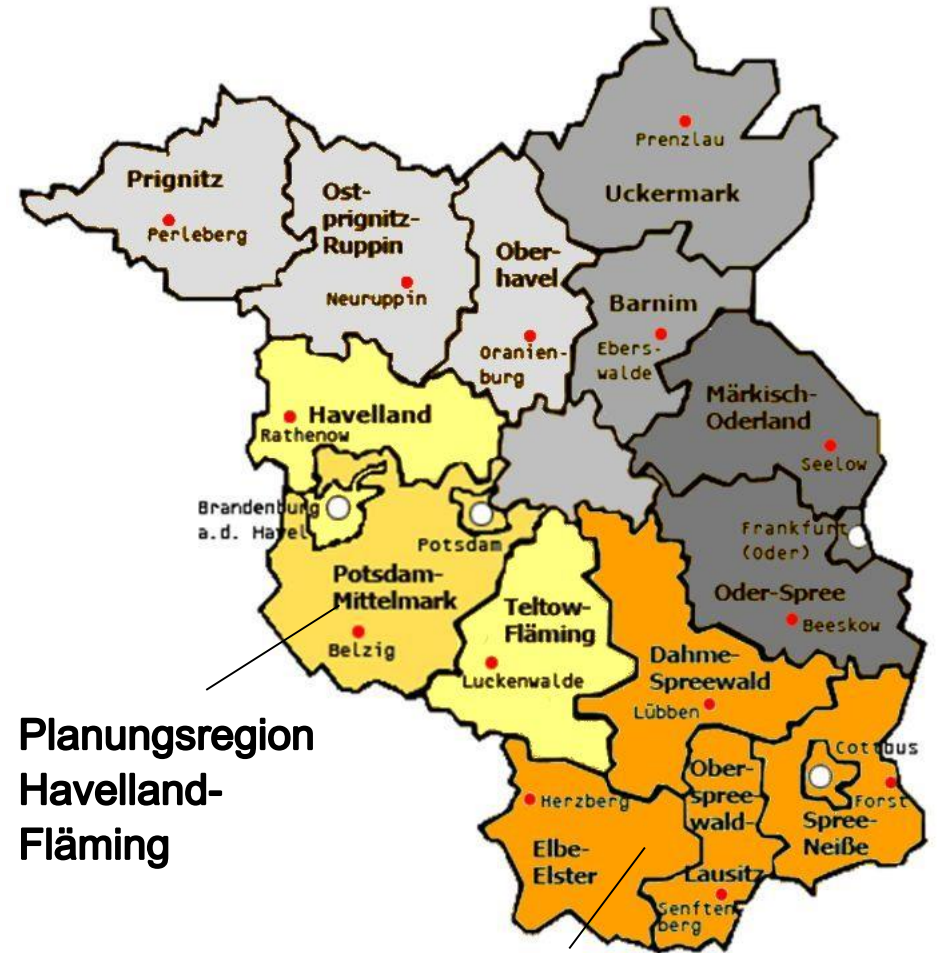 Prenzlau
Uckermark
Prignitz
Perleberg
Ost-
prignitz-
Ruppin
Neuruppin
Ober-
havel
Oranien-
burg
Barnim
Ebers-
walde
Märkisch-
Oderland
Seelow
Havelland
Rathenow
Brandenburg
a.d. Havel
Potsdam
Frankfurt
(Oder)
Potsdam-
Mittelmark
Belzig
Teltow-
Fläming
Luckenwalde
Oder-Spree
Beeskow
Dahme-
Spreewald
Lübben
Planungsregion
Havelland-
Fläming
Cottbus
Forst
Spree-
Neiße
Ober-
spree-
wald-
Lausitz
Senften-
berg
Herzberg
Elbe-
Elster